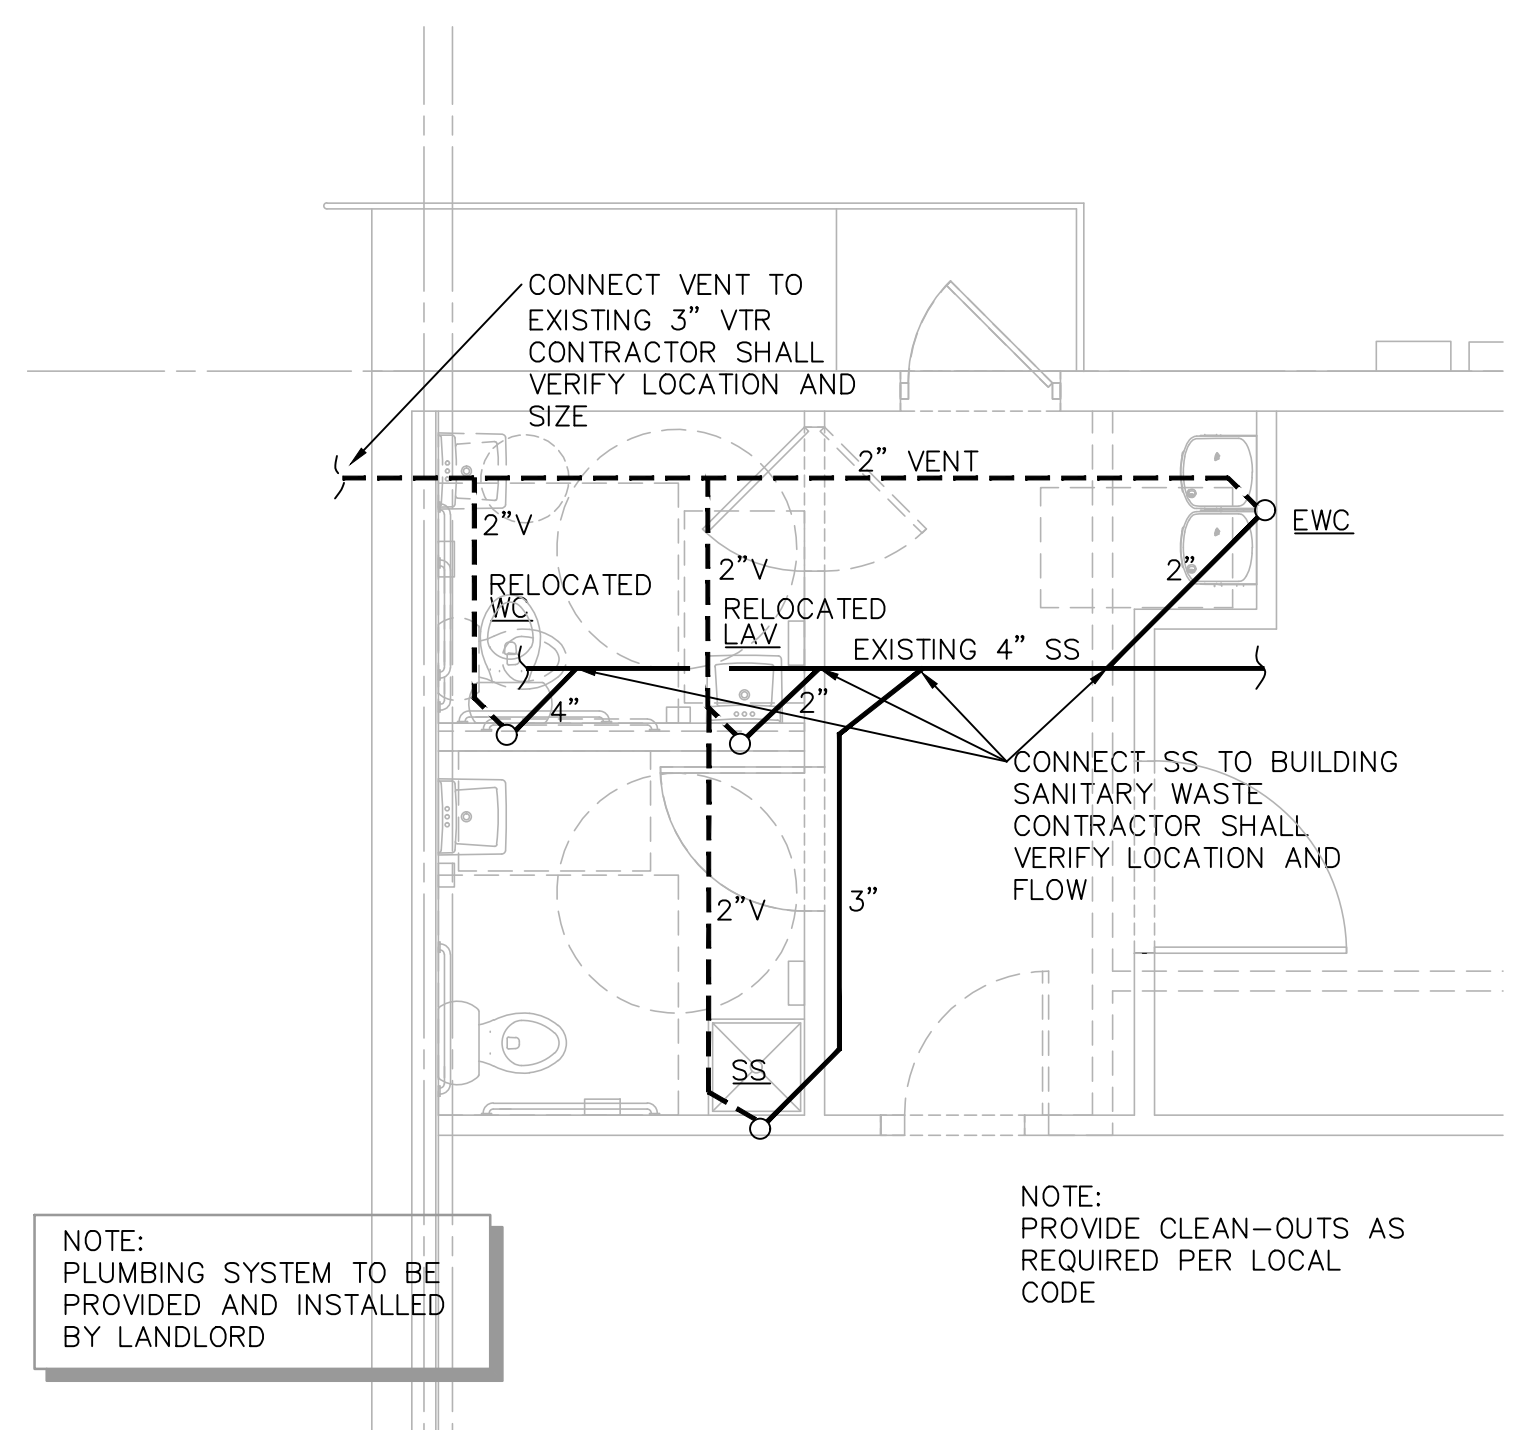 CONNECT VENT TO
EXISTING 3" VTR
CONTRACTOR SHALL
VERIFY LOCATION AND
SIZE
2" VENT
2"V
EWC
2"V
2"
RELOCATED
WC
RELOCATED
LAV
EXISTING 4" SS
4"
2"
CONNECT SS TO BUILDING
SANITARY WASTE
CONTRACTOR SHALL
VERIFY LOCATION AND
FLOW
3"
2"V
SS
NOTE:
PROVIDE CLEAN-OUTS AS
REQUIRED PER LOCAL
CODE
NOTE:
PLUMBING SYSTEM TO BE
PROVIDED AND INSTALLED
BY LANDLORD